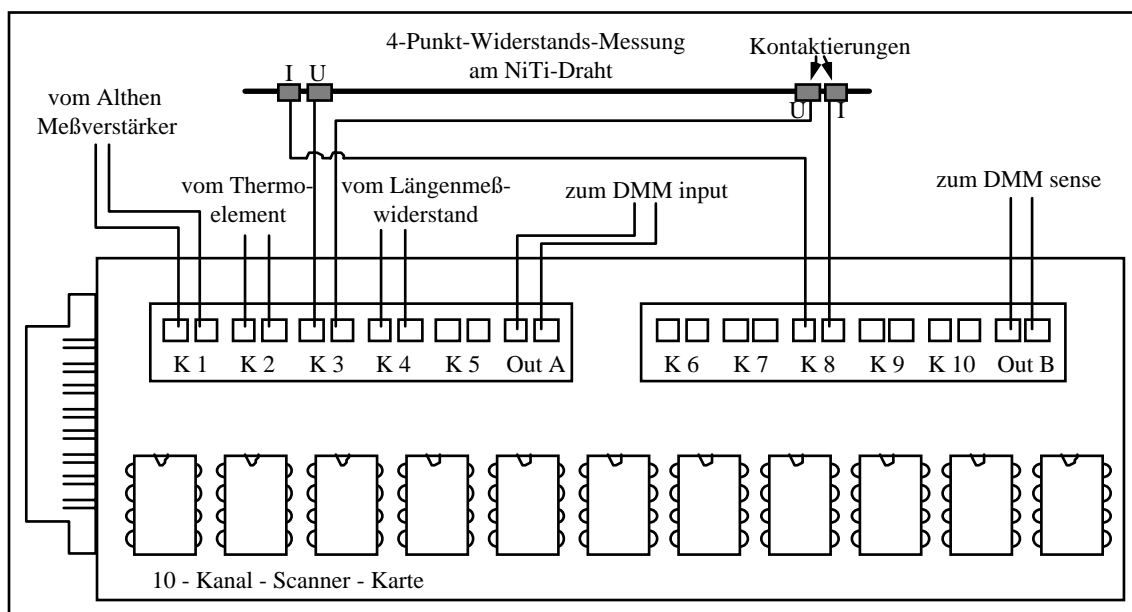 4-Punkt-Widerstands-Messung
am NiTi-Draht
Kontaktierungen
I U
U I
vom Althen
Meßverstärker
vom Thermo-
element
vom Längenmeß-
widerstand
zum DMM input
zum DMM sense
K 1 K 2 K 3 K 4 K 5 Out A
K 6 K 7 K 8 K 9 K 10 Out B
10 - Kanal - Scanner - Karte